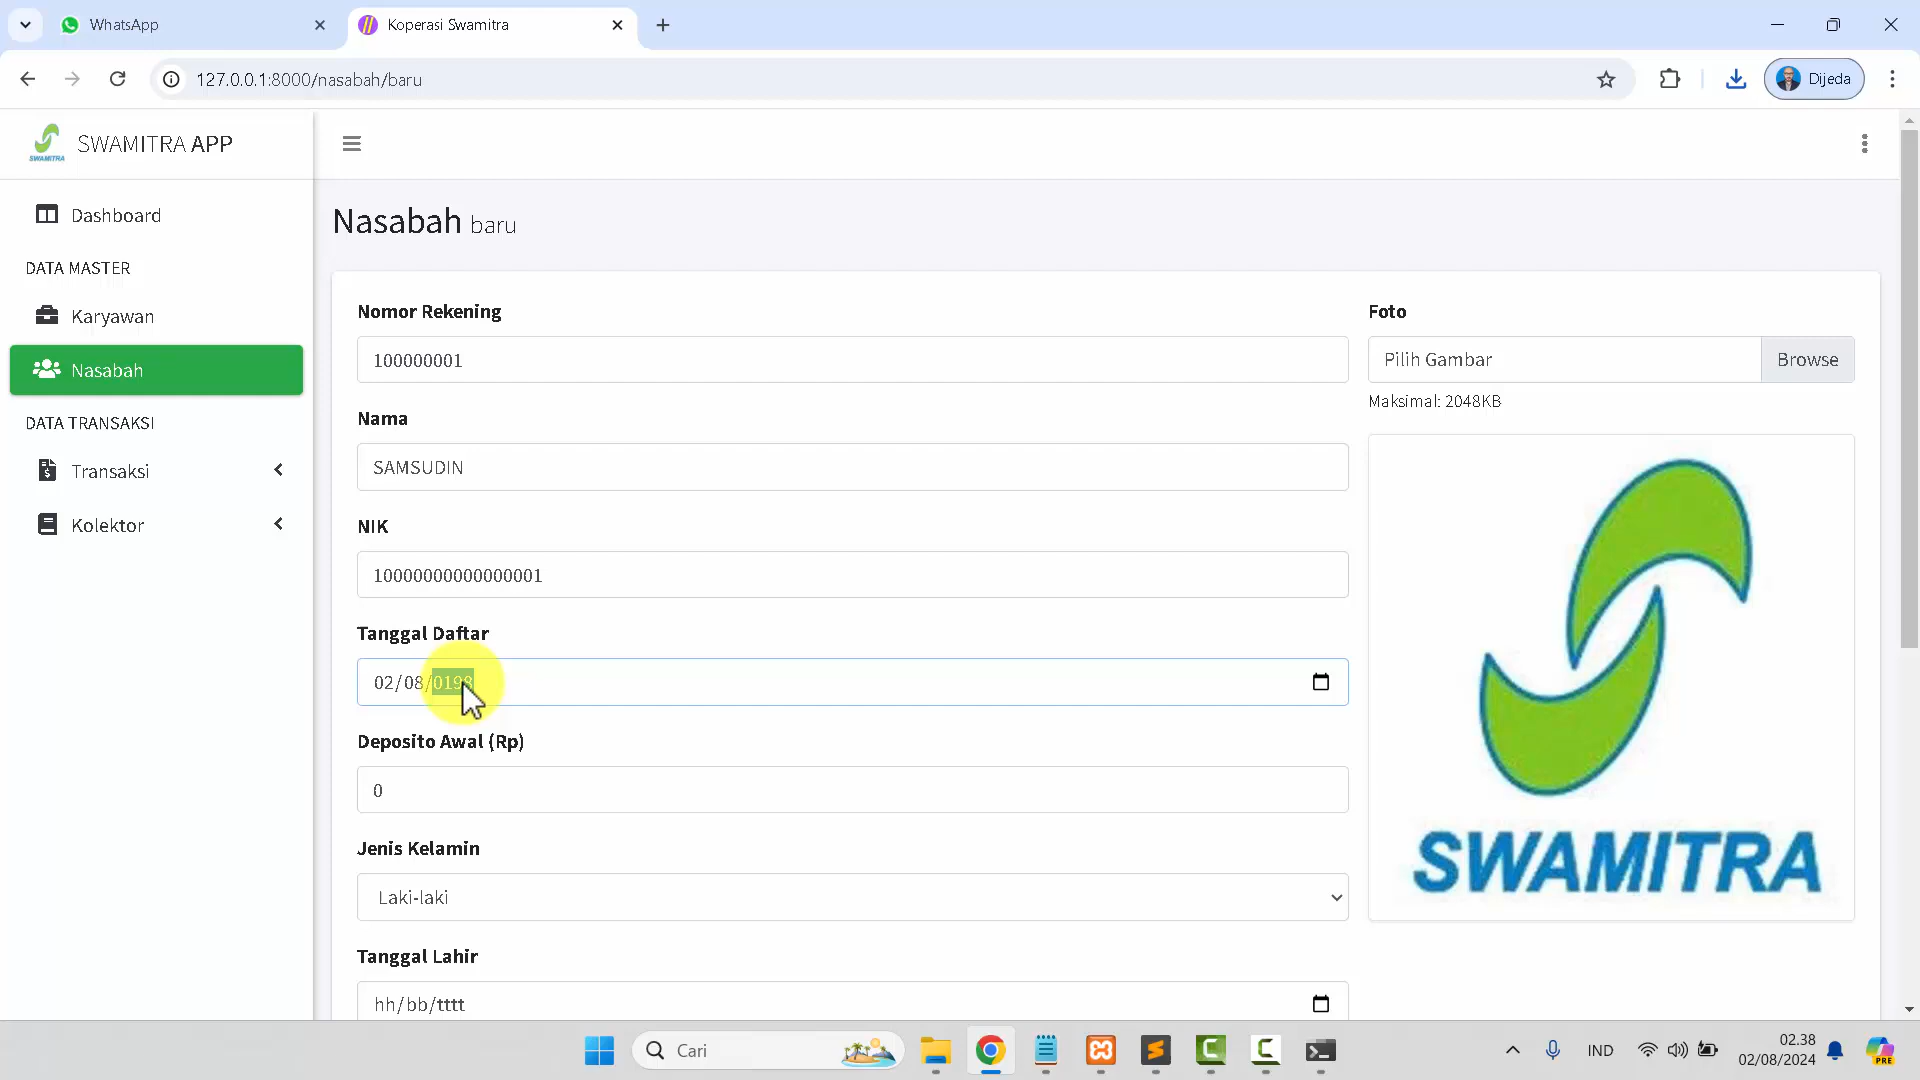 WhatsApp
Koperasi Swamitra
127.0.0.1:8000/nasabah/baru
Dijeda
SWAMITRA
SWAMITRA APP
Dashboard
DATA MASTER
Karyawan
Nasabah
DATA TRANSAKSI
Transaksi
Kolektor
Nasabah baru
Nomor Rekening
100000001
Nama
SAMSUDIN
NIK
10000000000000001
Tanggal Daftar
02/08/0198
Deposito Awal (Rp)
0
Jenis Kelamin
Laki-laki
Tanggal Lahir
hh/bb/tttt
Foto
Pilih Gambar
Browse
Maksimal: 2048KB
SWAMITRA
Cari
IND
02.38
02/08/2024
PRE